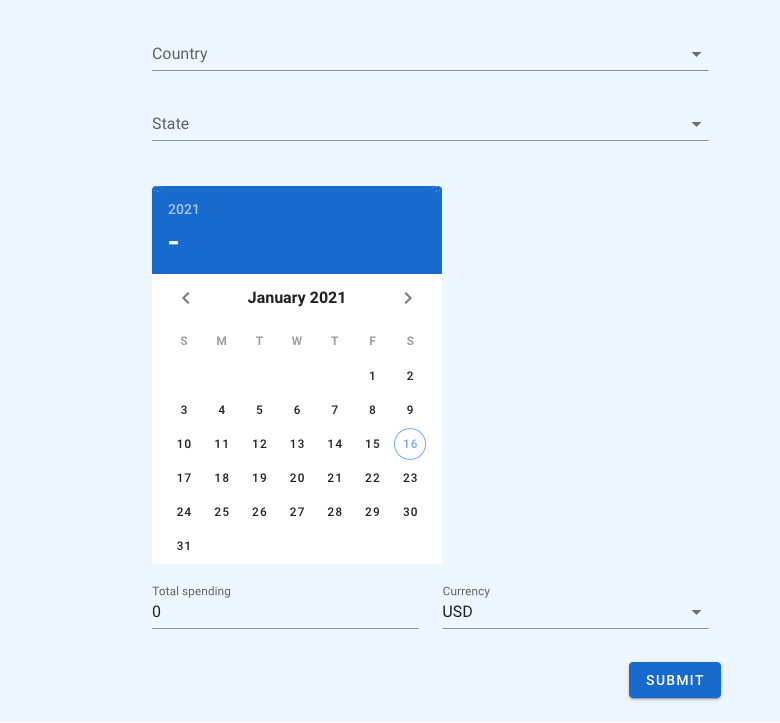 Country
State
2021
-
January 2021
S M T W T F S
1 2
3 4 5 6 7 8 9
10 11 12 13 14 15 16
17 18 19 20 21 22 23
24 25 26 27 28 29 30
31
Total spending Currency
0 USD
SUBMIT